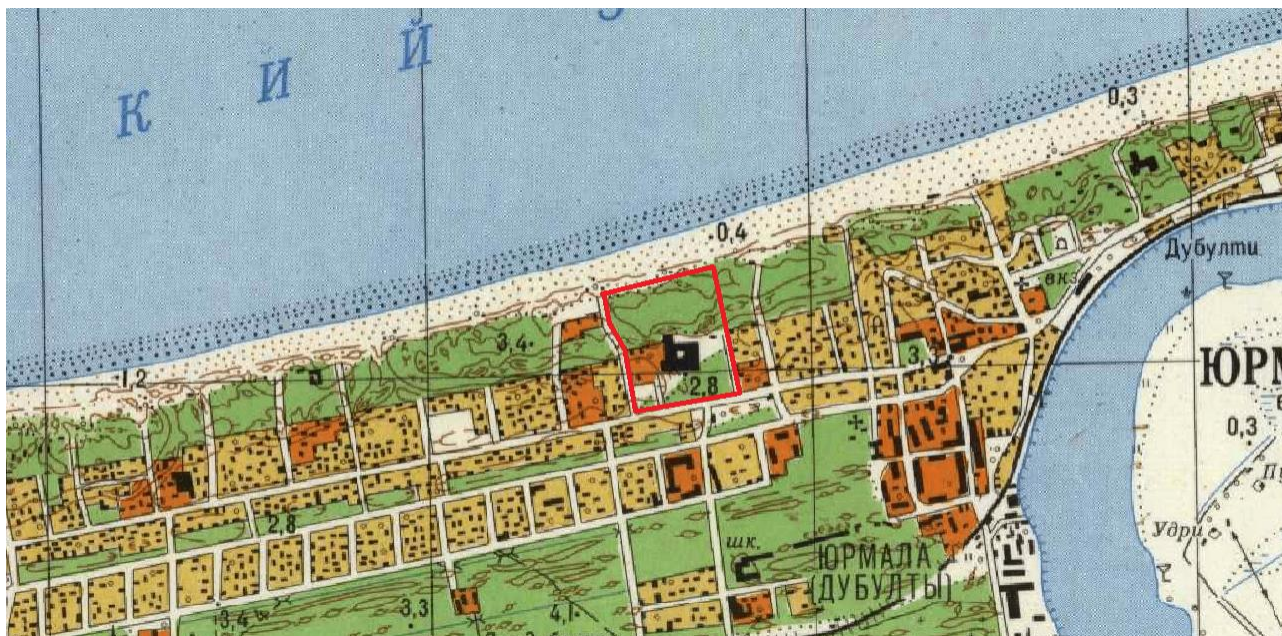 К И Й
0,3
Дубулти
0,4
вкз
3,4
1,2
3
2,8
ЮРМ
0,3
2,8
Удри
шк.
ЮРМАЛА
(ДУБУЛТЫ)
3,4
3,3
4,1